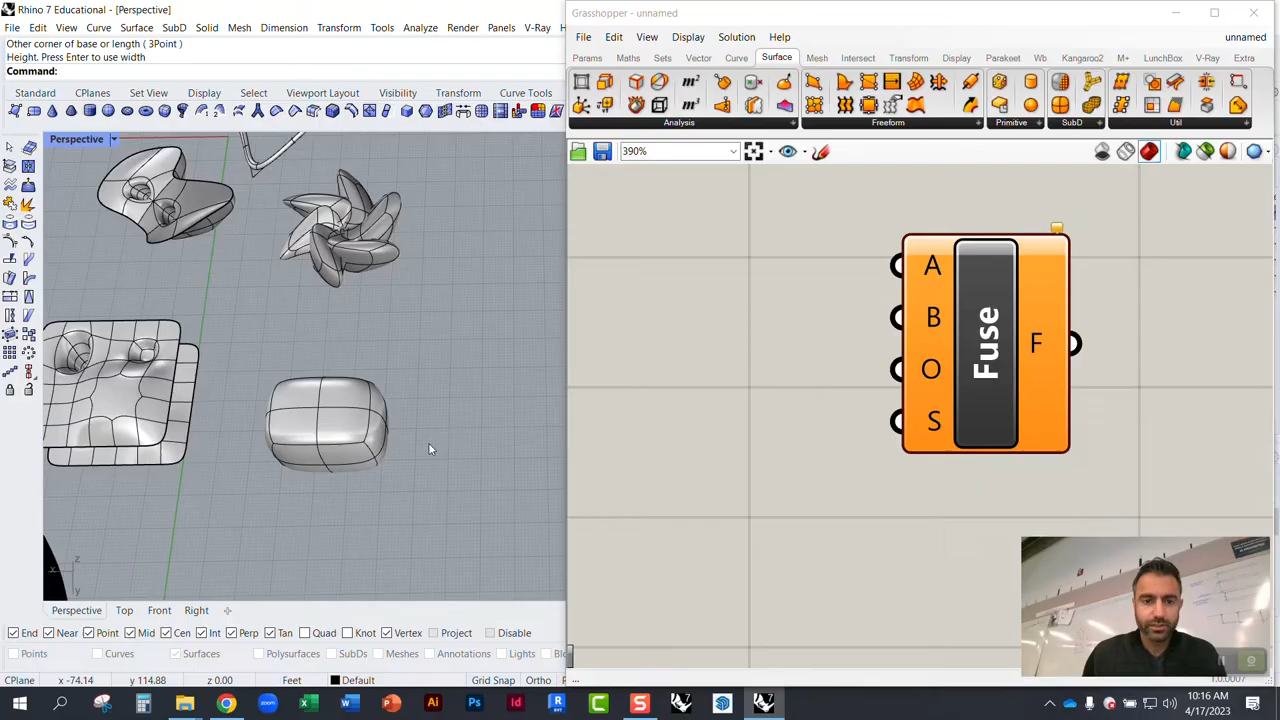 Rhino 7 Educational - [Perspective]
File Edit View Curve Surface SubD Solid Mesh Dimension Transform Tools Analyze Render Panels V-Ray
Other corner of base or length ( 3Point )
Height. Press Enter to use width
Command:
Standard CPlanes Set View Display Select Viewport Layout Visibility Transform Curve Tools
Perspective
z
x
y
Perspective Top Front Right
End Near Point Mid Cen Int Perp Tan Quad Knot Vertex Project Disable
Points Curves Surfaces Polysurfaces SubDs Meshes Annotations Lights
CPlane x -74.14 y 114.88 z 0.00 Feet Default Grid Snap Ortho
Grasshopper - unnamed
File Edit View Display Solution Help unnamed
Params Maths Sets Vector Curve Surface Mesh Intersect Transform Display Parakeet Wb Kangaroo2 M+ LunchBox V-Ray Extra
m² m³
Analysis Freeform Primitive SubD Util
390%
A
B
O
S
Fuse
F
...
1.0.0007
10:16 AM
4/17/2023